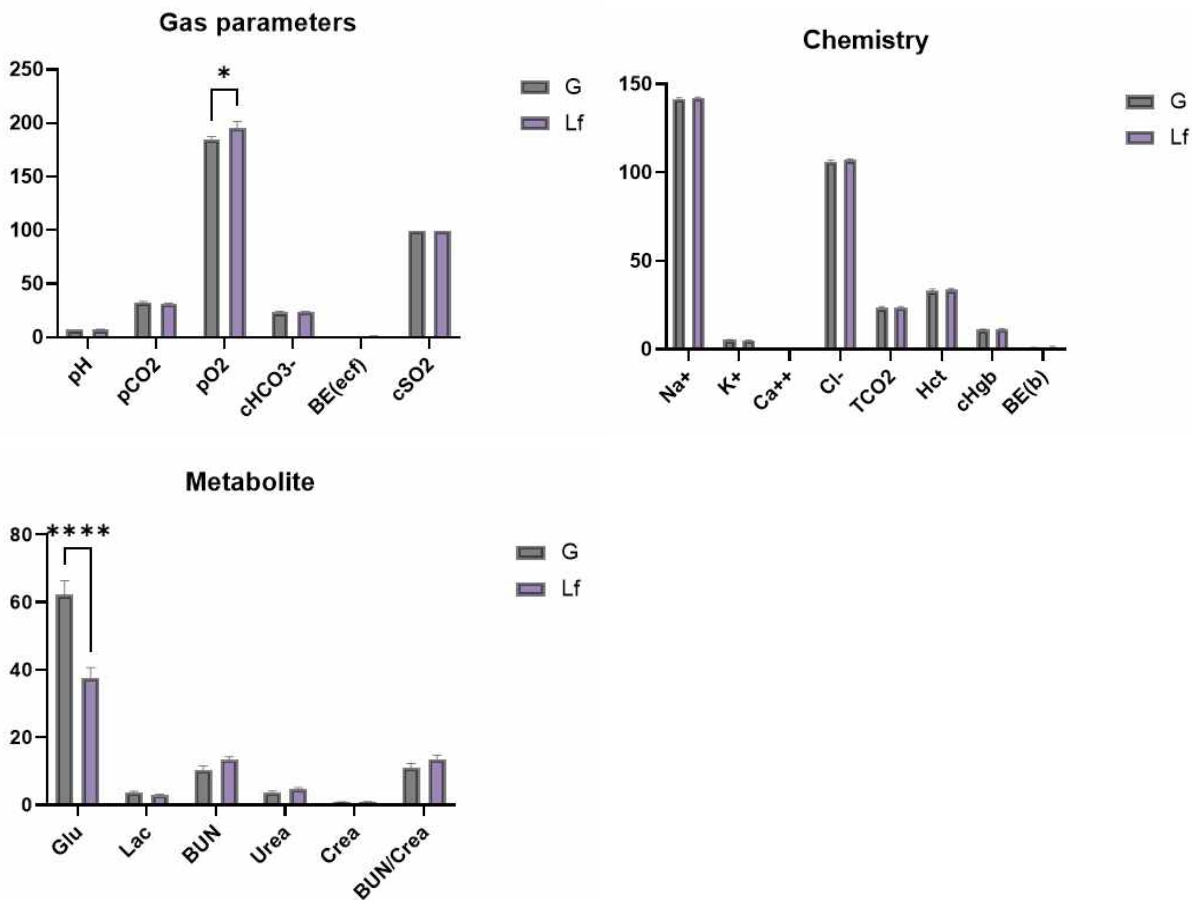 Gas parameters
250
200
150
100
50
0
*
G
Lf
pH
pCO2
pO2
cHCO3-
BE(ecf)
cSO2
Chemistry
150
100
50
0
G
Lf
Na+
K+
Ca++
Cl-
TCO2
Hct
cHgb
BE(b)
Metabolite
80
60
40
20
0
****
G
Lf
Glu
Lac
BUN
Urea
Crea
BUN/Crea